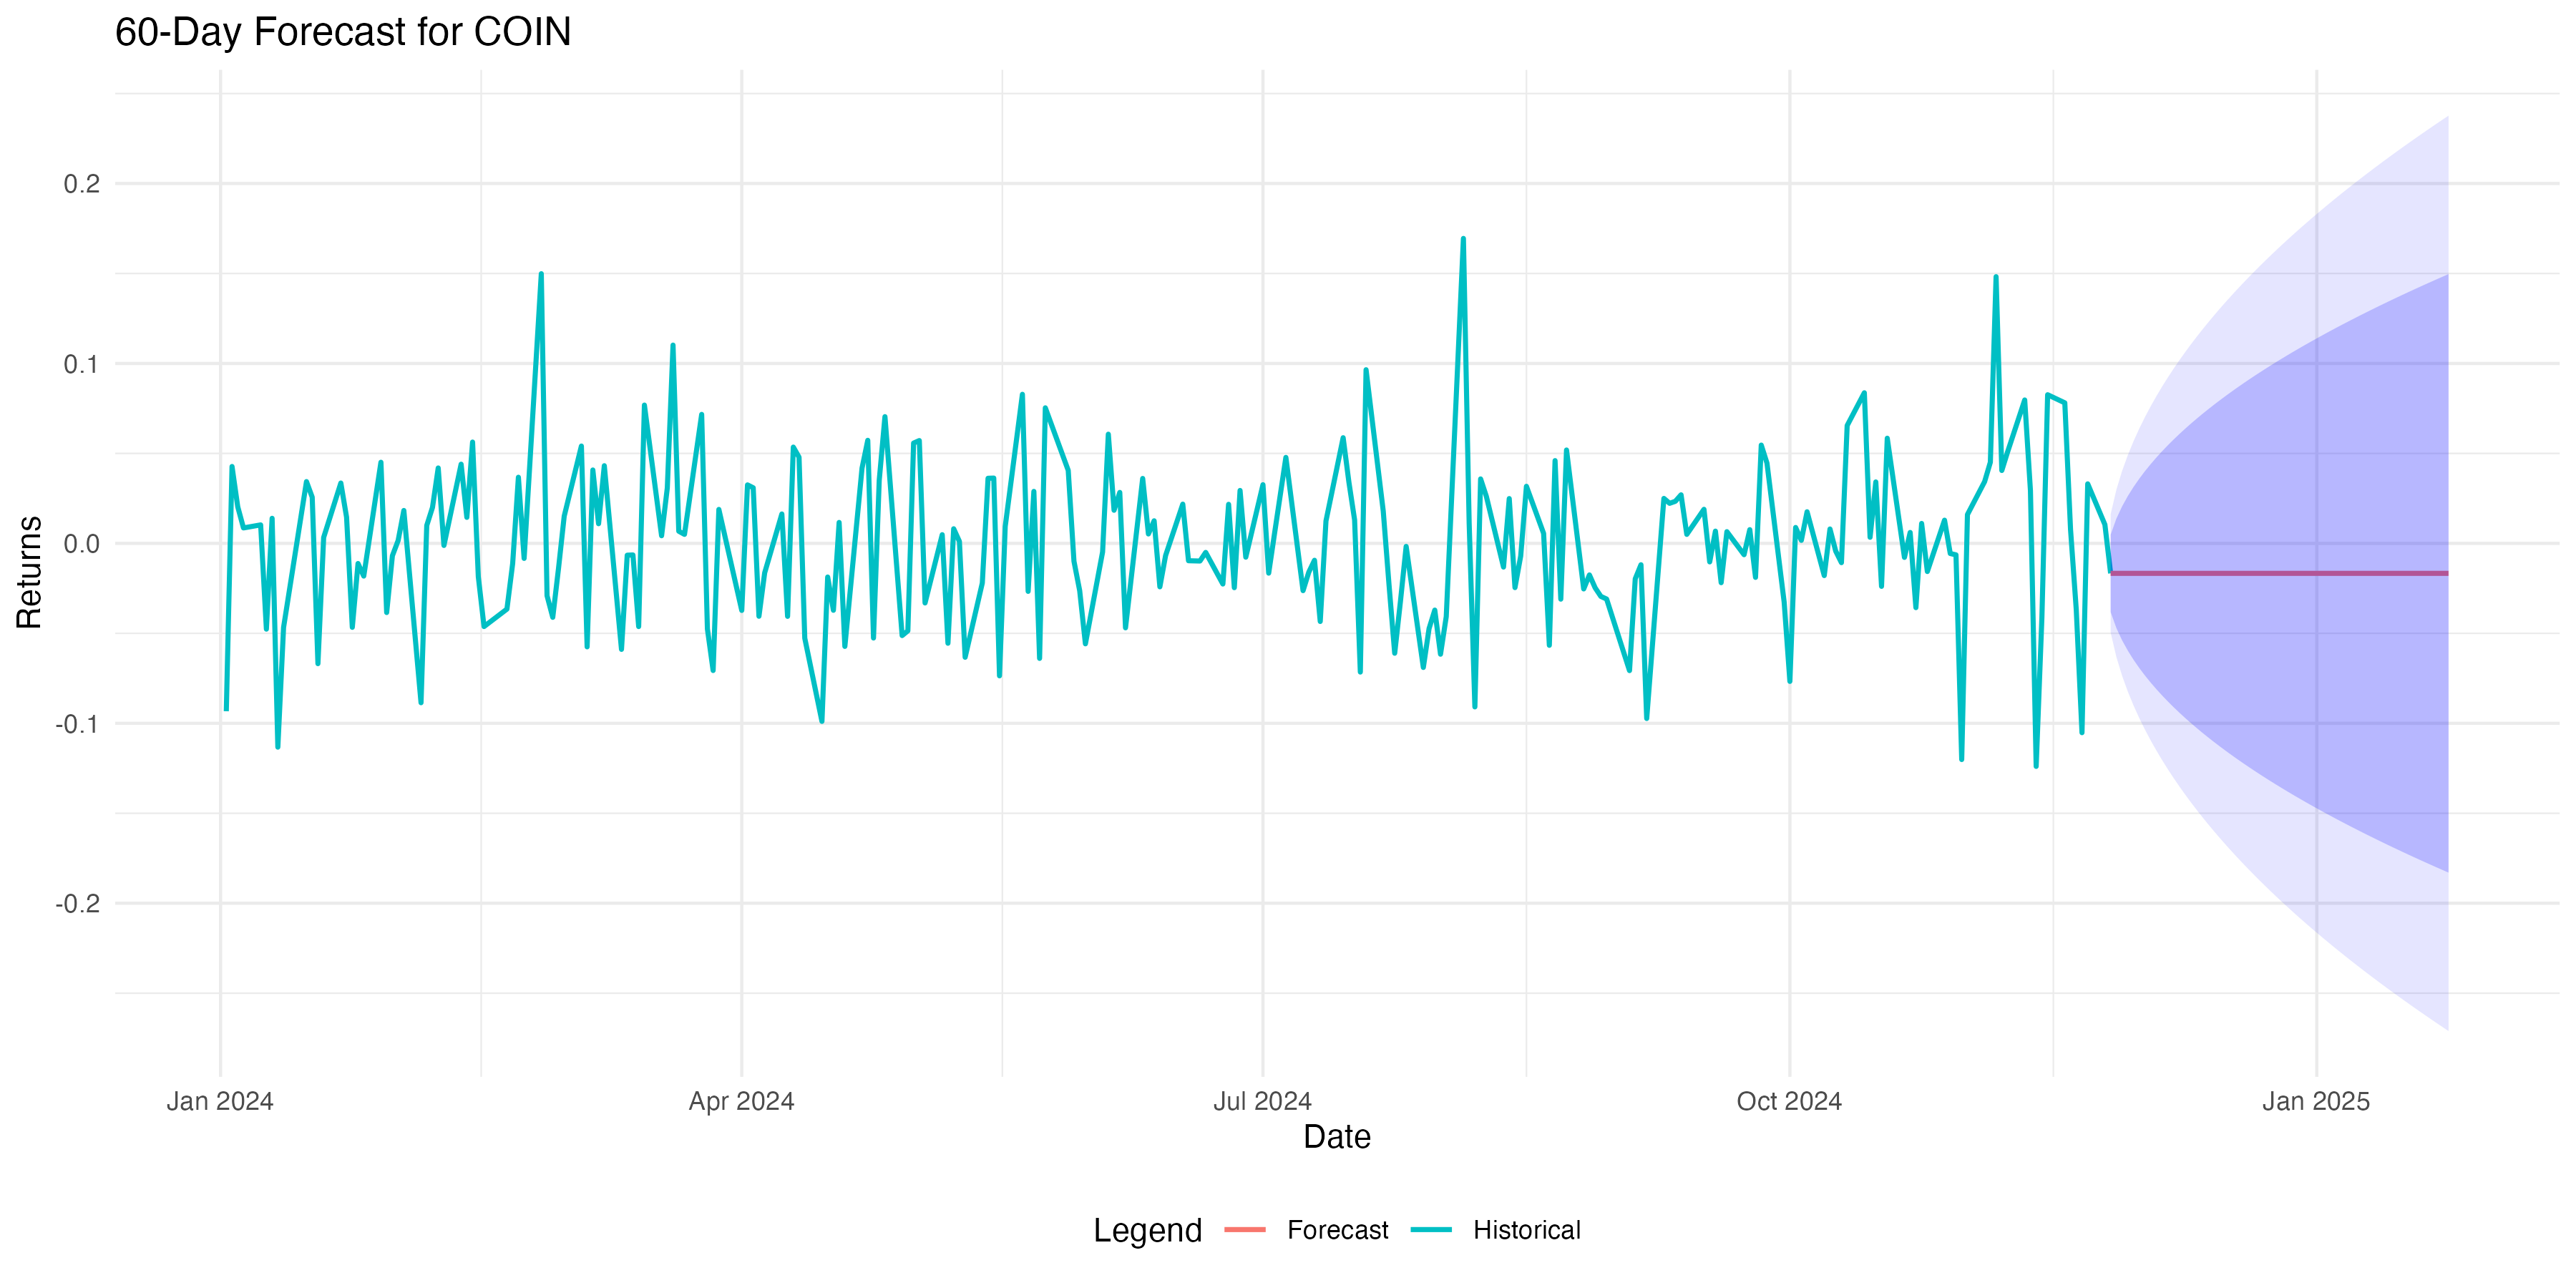 60-Day Forecast for COIN
Returns
0.2
0.1
0.0
-0.1
-0.2
Jan 2024 Apr 2024 Jul 2024 Oct 2024 Jan 2025
Date
Legend Forecast Historical